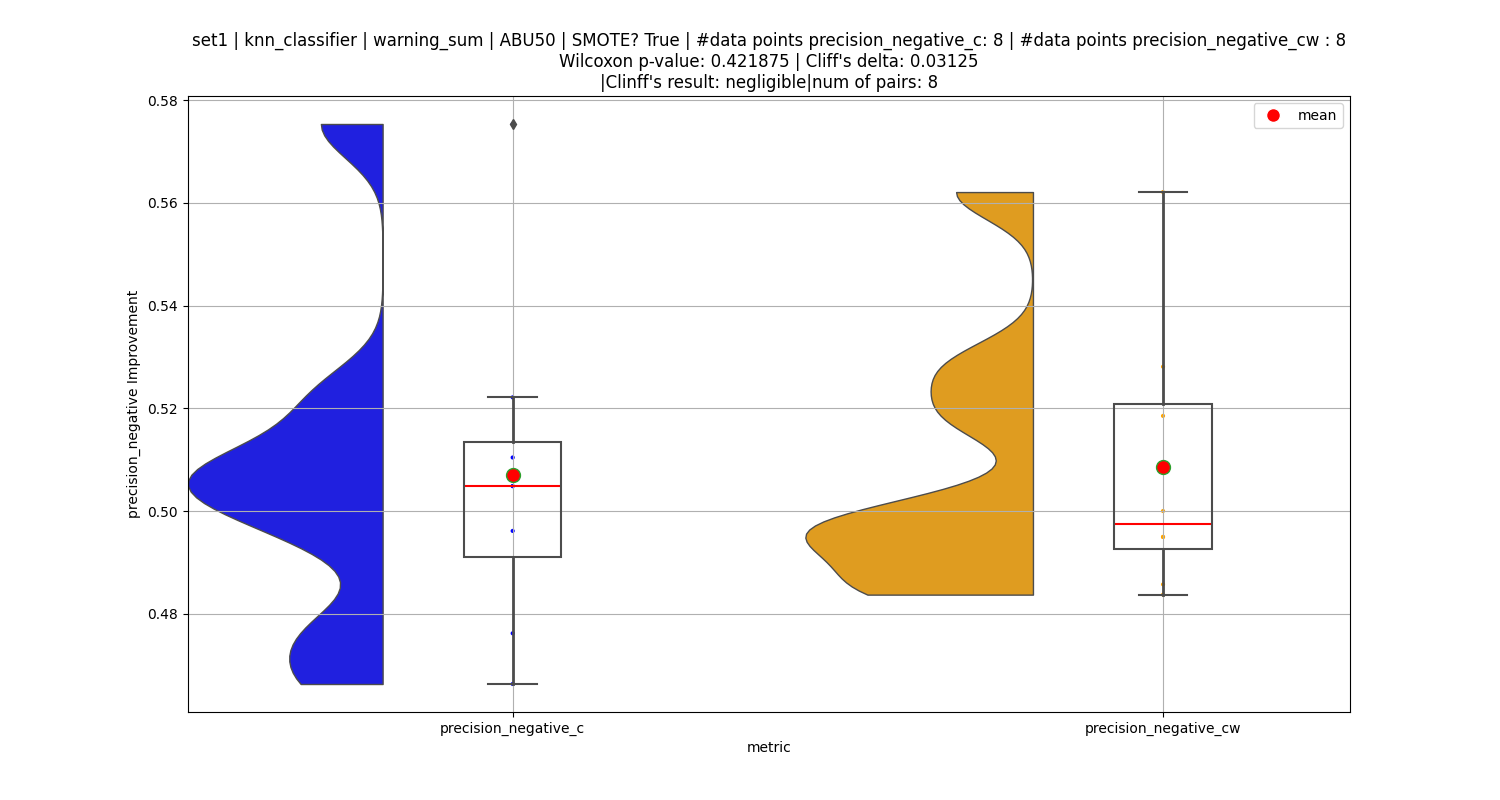 set1 | knn_classifier | warning_sum | ABU50 | SMOTE? True | #data points precision_negative_c: 8 | #data points precision_negative_cw : 8
Wilcoxon p-value: 0.421875 | Cliff's delta: 0.03125
|Clinff's result: negligible|num of pairs: 8
mean
0.58
0.56
0.54
0.52
0.50
0.48
precision_negative Improvement
precision_negative_c
precision_negative_cw
metric